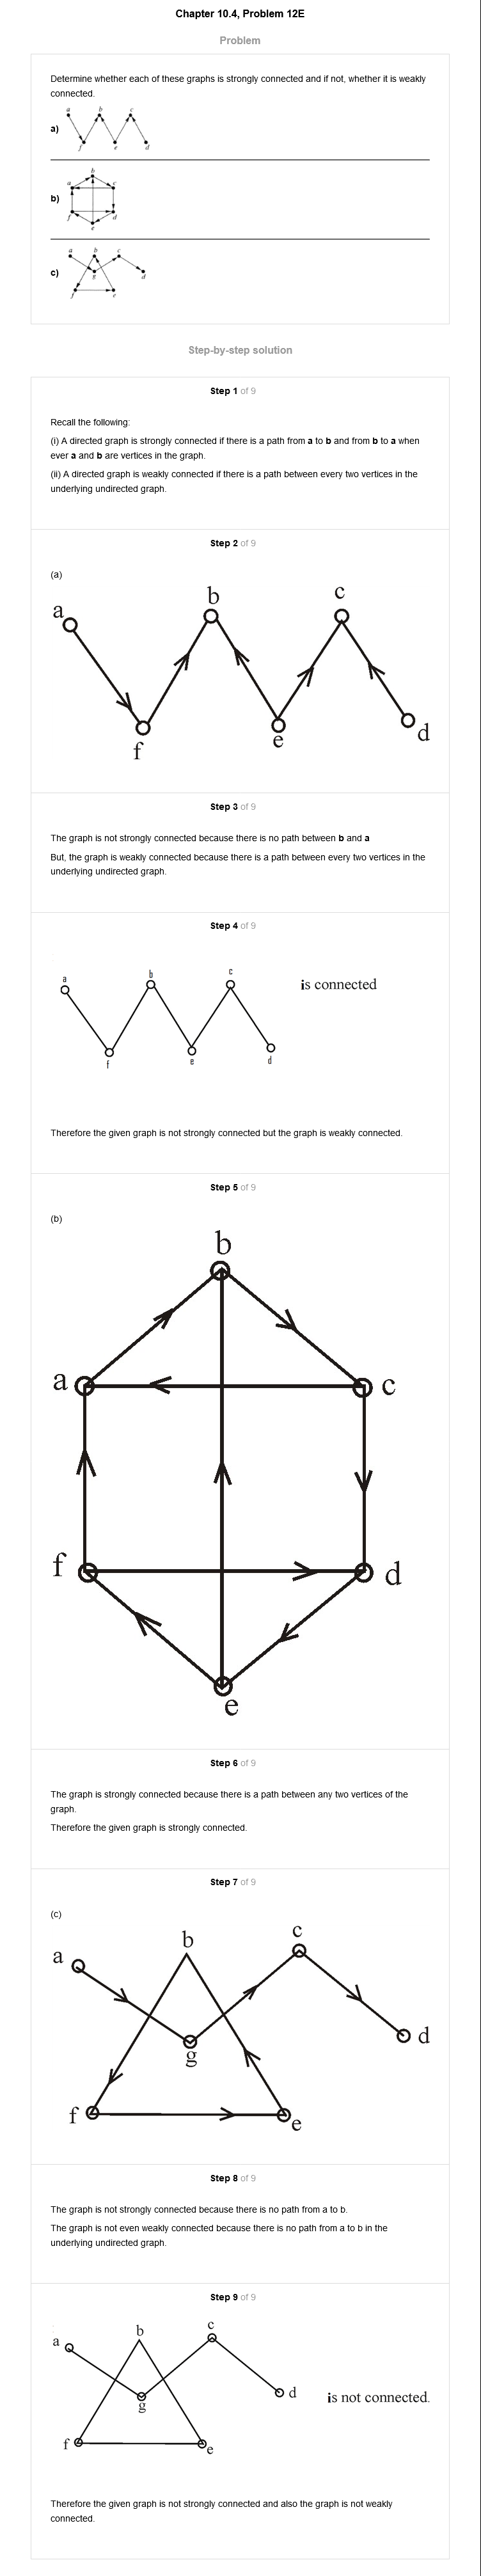 Chapter 10.4, Problem 12E
Problem
Determine whether each of these graphs is strongly connected and if not, whether it is weakly
connected.
a)
a b c
f e d
b)
b
a c
f d
e
c)
a b c
g d
f e
Step-by-step solution
Step 1 of 9
Recall the following:
(i) A directed graph is strongly connected if there is a path from a to b and from b to a when
ever a and b are vertices in the graph.
(ii) A directed graph is weakly connected if there is a path between every two vertices in the
underlying undirected graph.
Step 2 of 9
(a)
a b c
f e d
Step 3 of 9
The graph is not strongly connected because there is no path between b and a
But, the graph is weakly connected because there is a path between every two vertices in the
underlying undirected graph.
Step 4 of 9
a b c
is connected
f e d
Therefore the given graph is not strongly connected but the graph is weakly connected.
Step 5 of 9
(b)
b
a c
f d
e
Step 6 of 9
The graph is strongly connected because there is a path between any two vertices of the
graph.
Therefore the given graph is strongly connected.
Step 7 of 9
(c)
a b c
g d
f e
Step 8 of 9
The graph is not strongly connected because there is no path from a to b.
The graph is not even weakly connected because there is no path from a to b in the
underlying undirected graph.
Step 9 of 9
a b c
g d is not connected.
f e
Therefore the given graph is not strongly connected and also the graph is not weakly
connected.